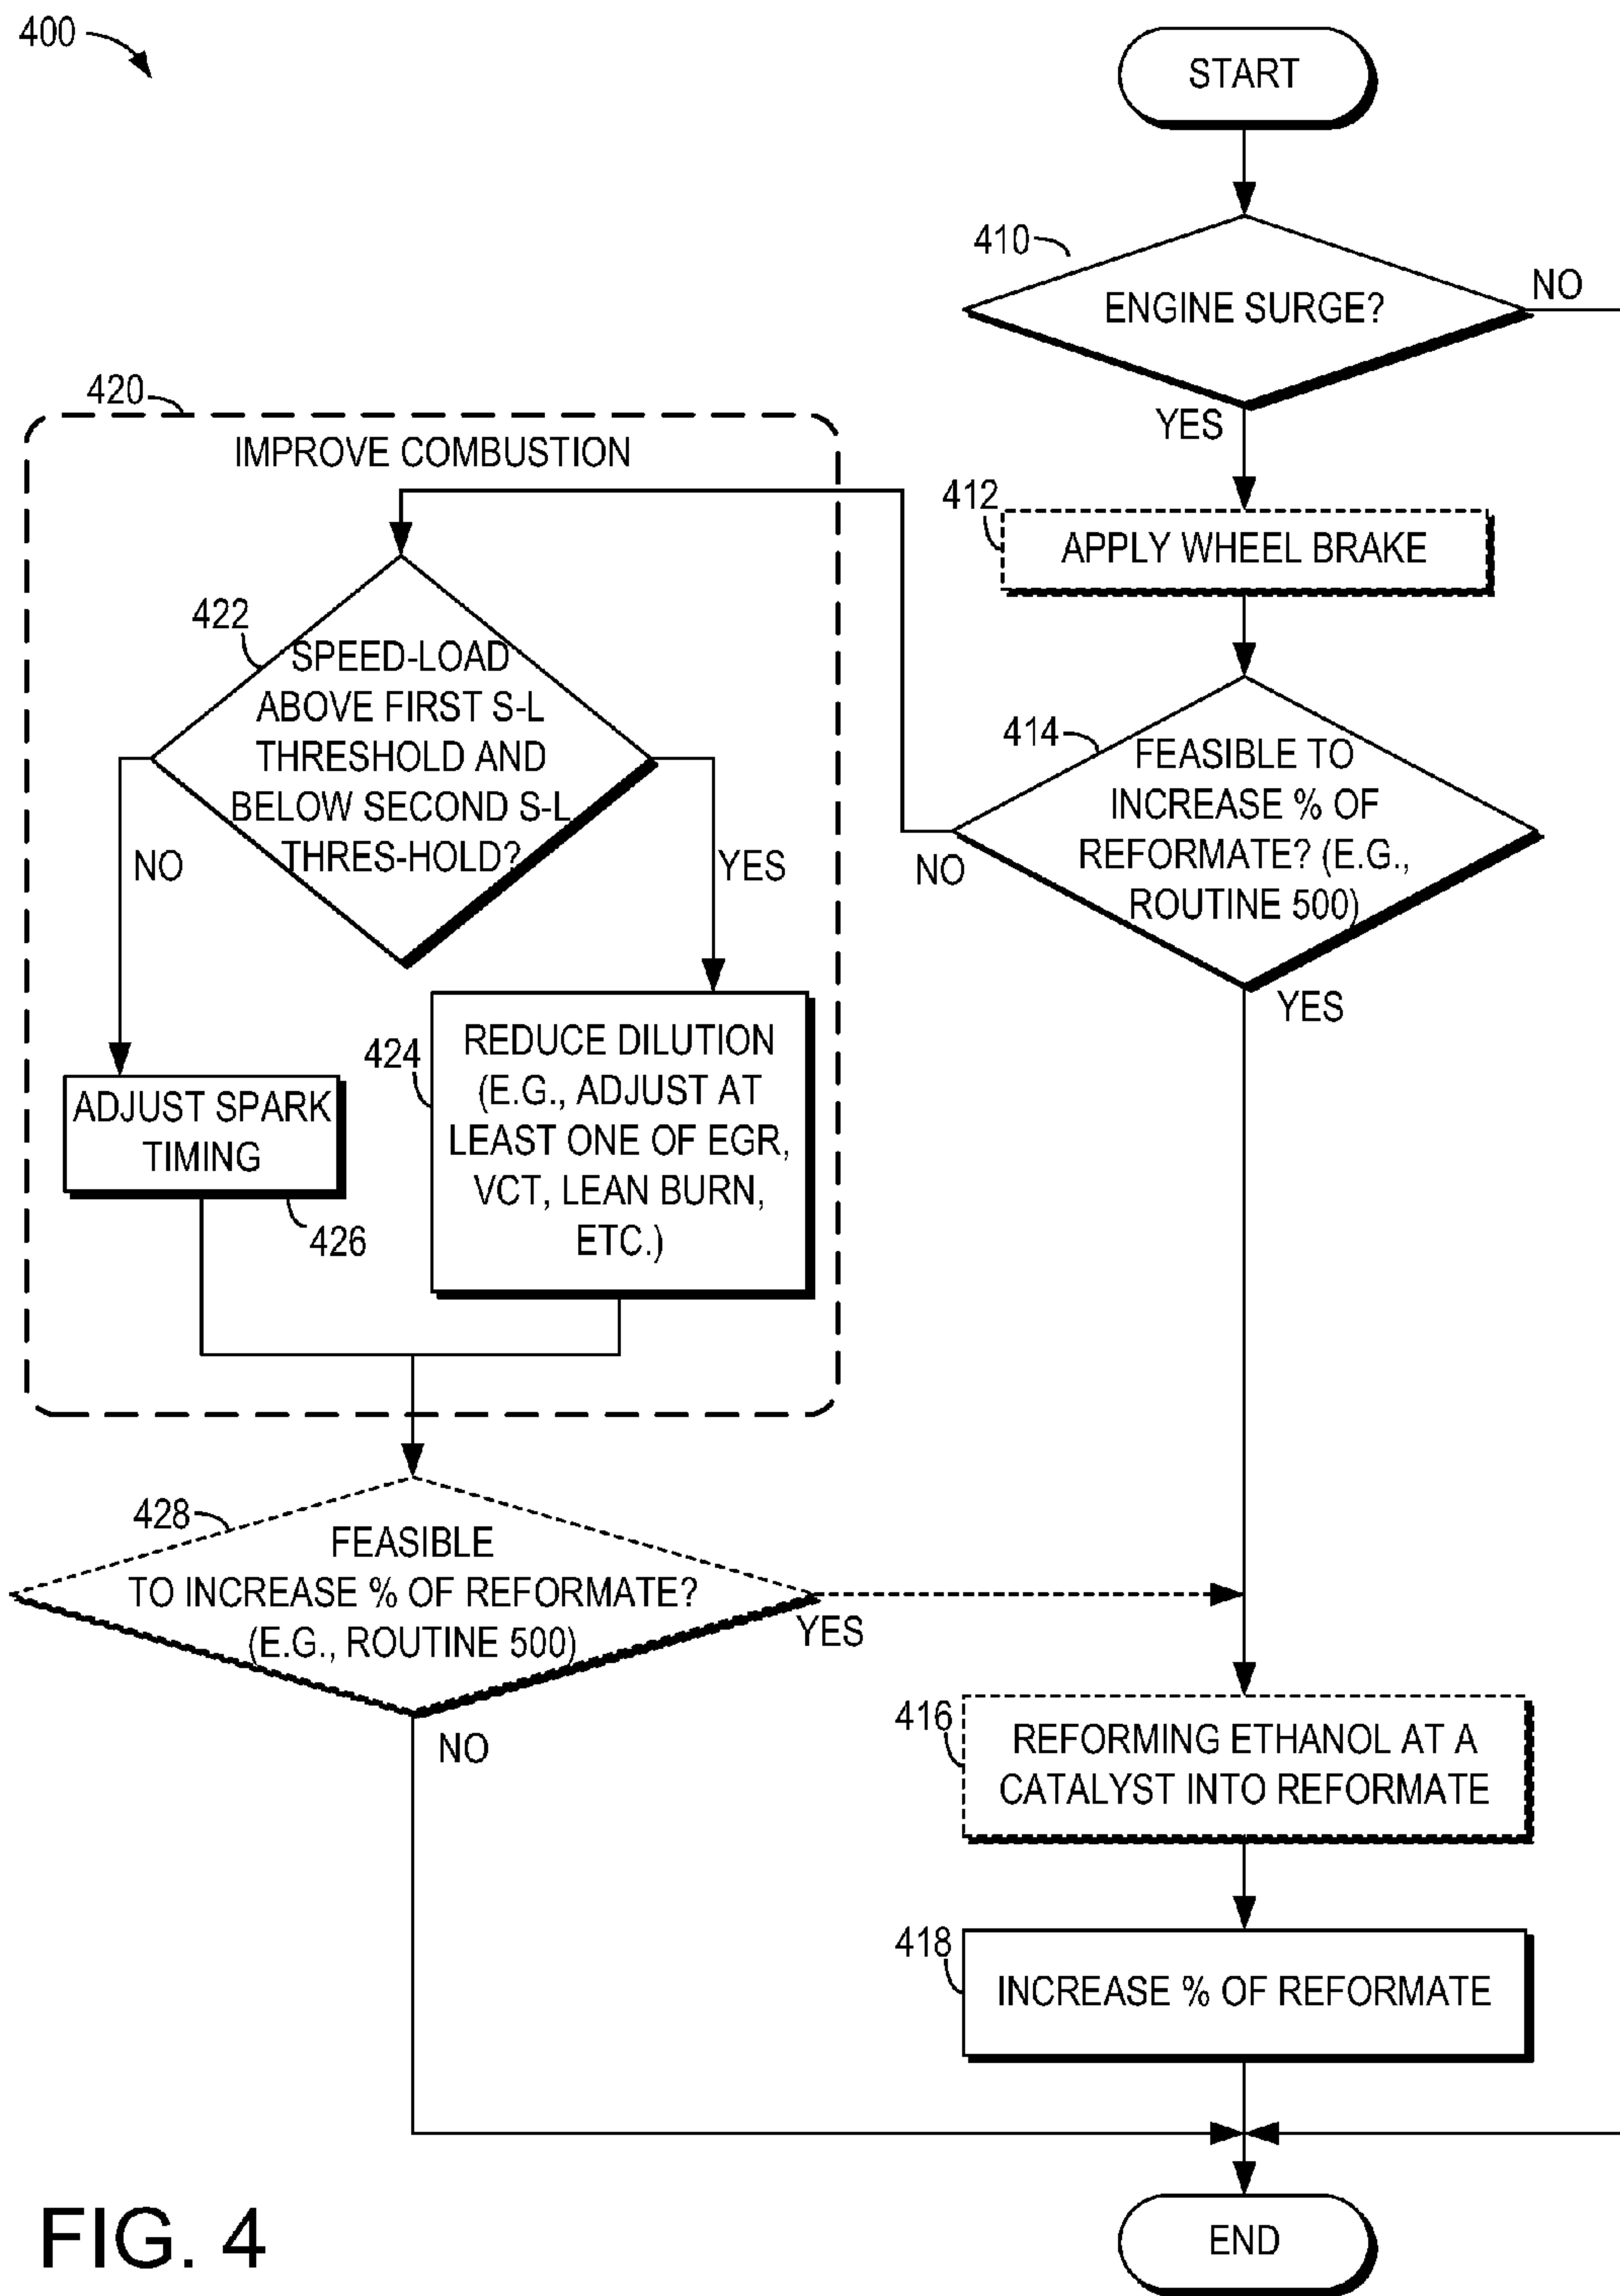 400
START
410
ENGINE SURGE?
NO
YES
420
IMPROVE COMBUSTION
412
APPLY WHEEL BRAKE
422
SPEED-LOAD
ABOVE FIRST S-L
THRESHOLD AND
BELOW SECOND S-L
THRES-HOLD?
NO
YES
414
FEASIBLE TO
INCREASE % OF
REFORMATE? (E.G.,
ROUTINE 500)
NO
YES
424
REDUCE DILUTION
(E.G., ADJUST AT
LEAST ONE OF EGR,
VCT, LEAN BURN,
ETC.)
ADJUST SPARK
TIMING
426
428
FEASIBLE
TO INCREASE % OF REFORMATE?
(E.G., ROUTINE 500)
YES
NO
416
REFORMING ETHANOL AT A
CATALYST INTO REFORMATE
418
INCREASE % OF REFORMATE
END
FIG. 4